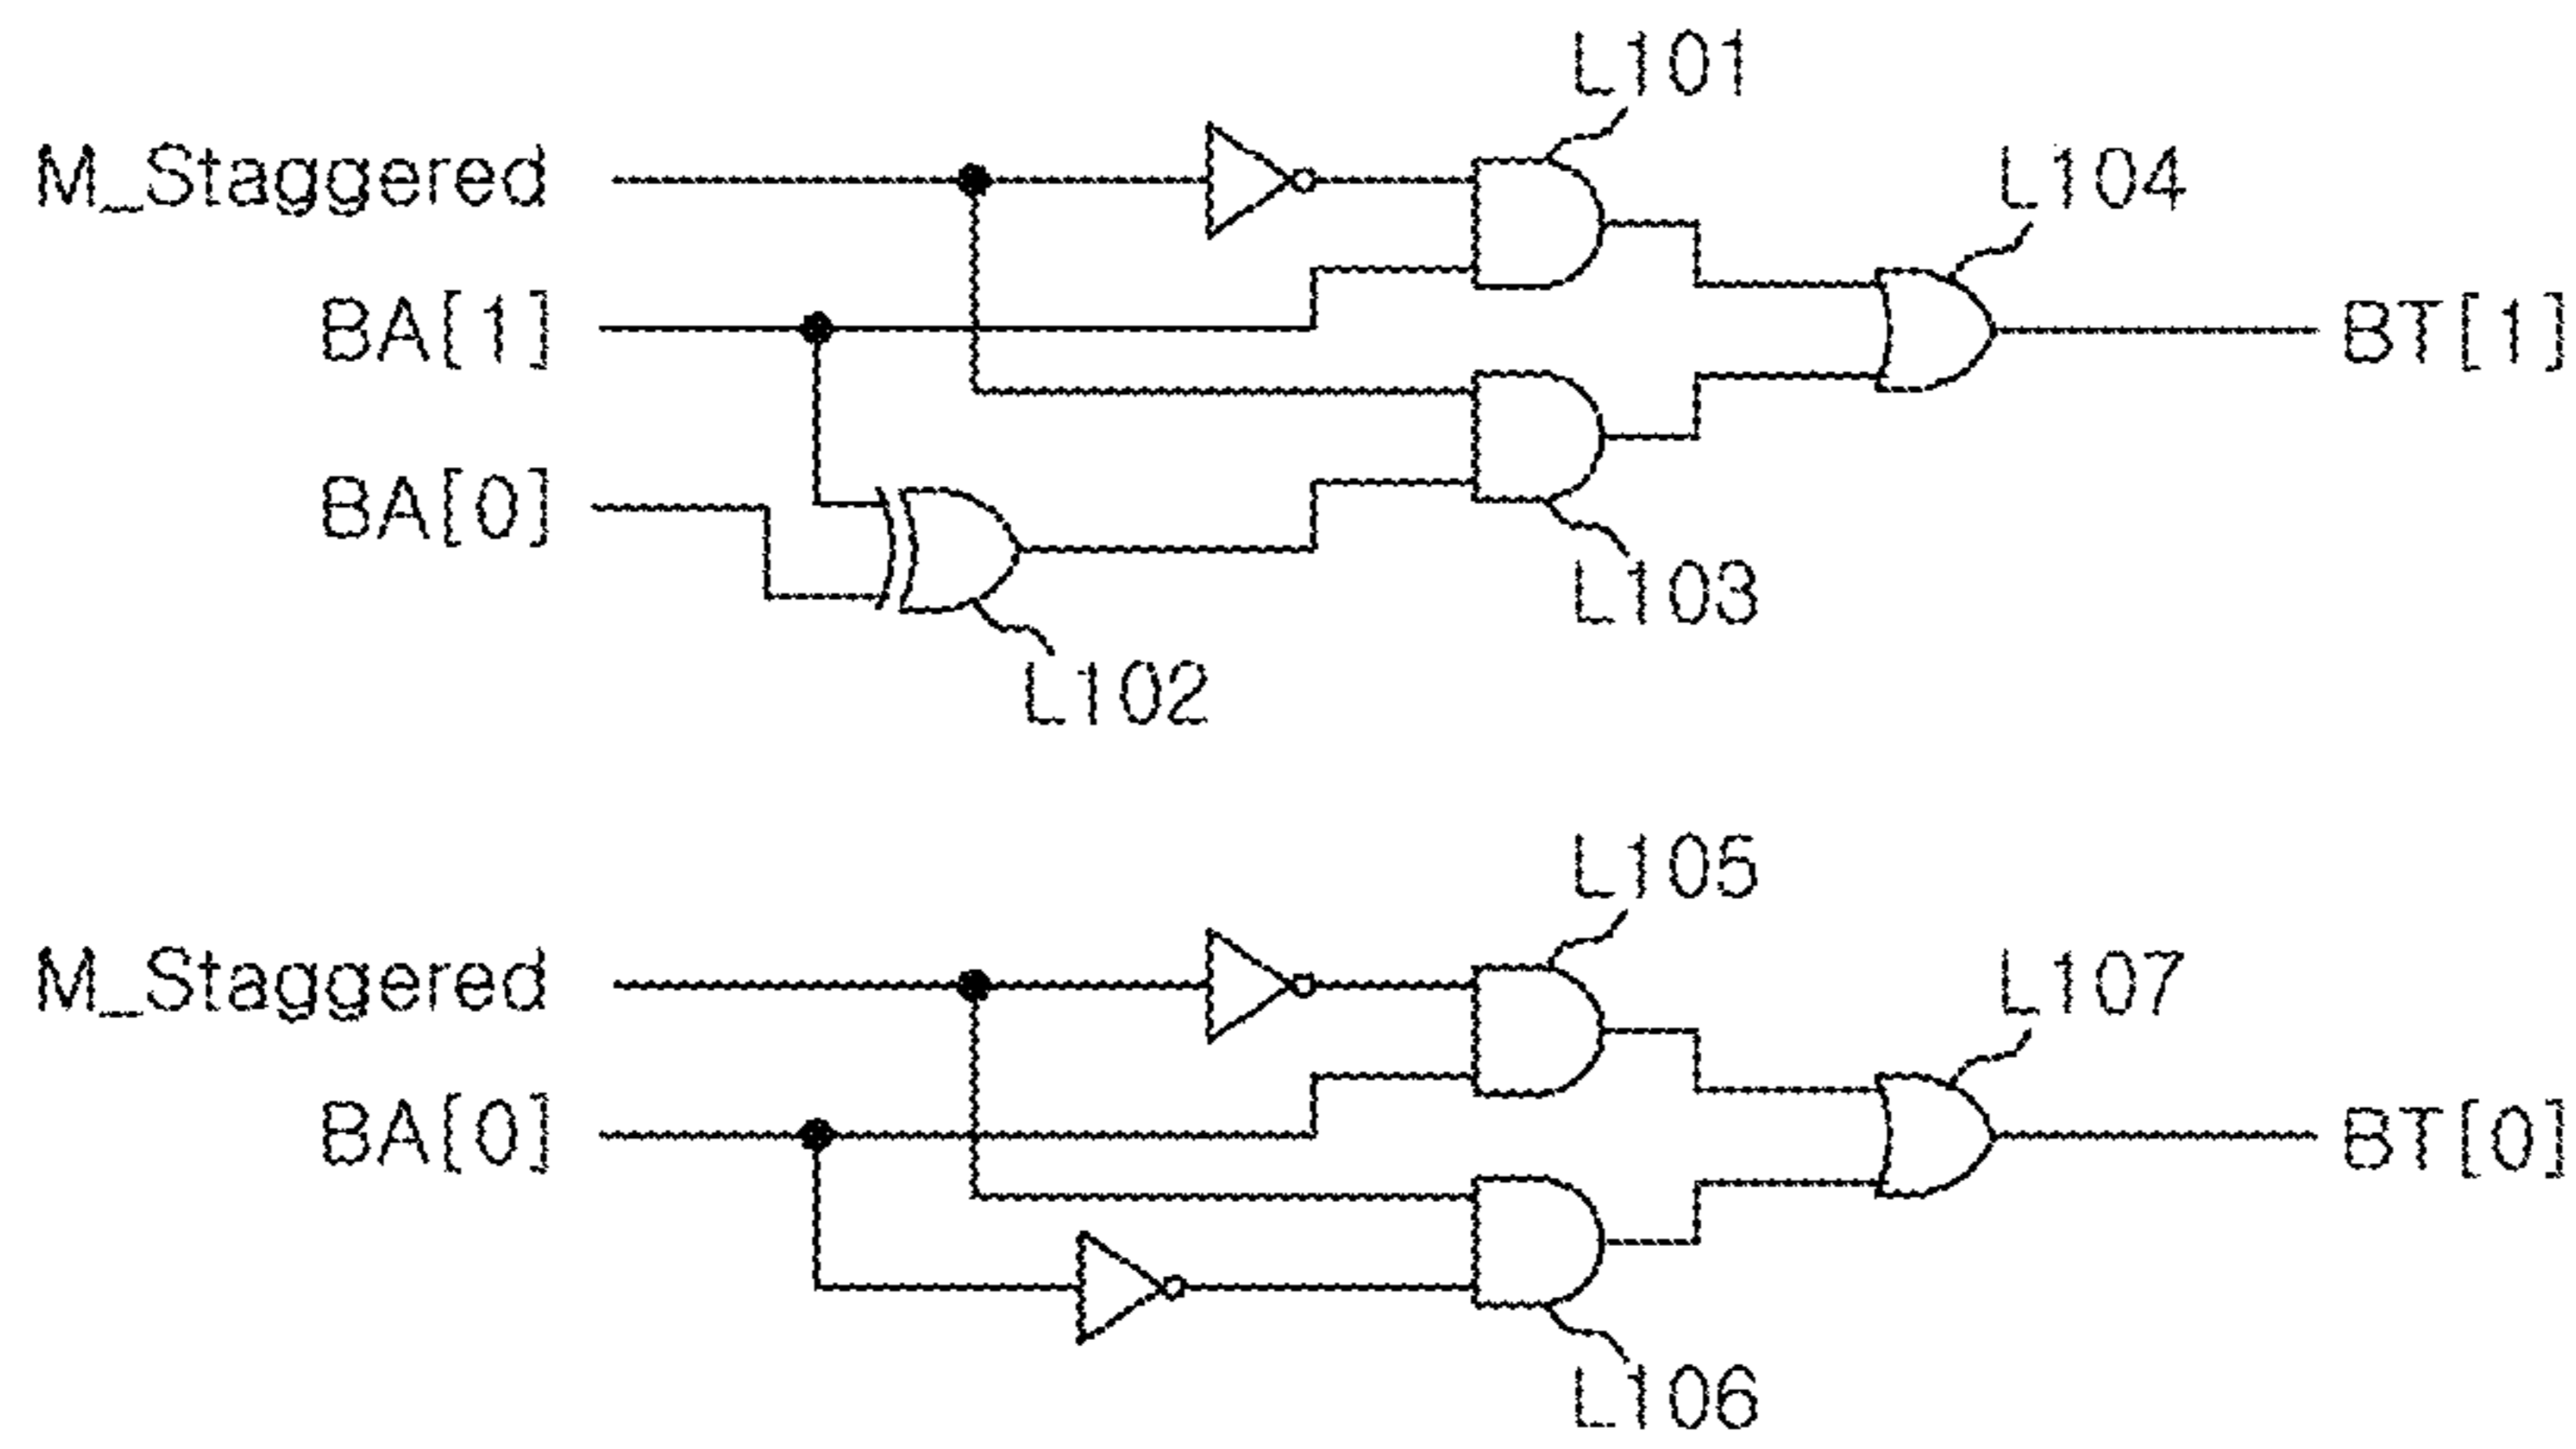 L101
M_Staggered
L104
BA[1]
BT[1]
BA[0]
L103
L102
L105
M_Staggered
L107
BA[0]
BT[0]
L106